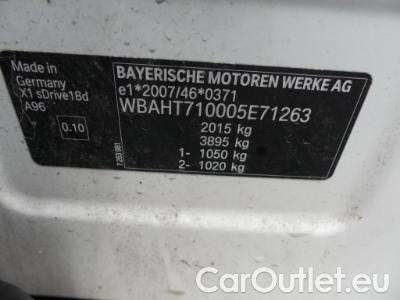 Made in
Germany
X1 sDrive18d
A96
0.10
BAYERISCHE MOTOREN WERKE AG
e1*2007/46*0371
WBAHT710005E71263
2015 kg
3895 kg
1- 1050 kg
2- 1020 kg
CarOutlet.eu